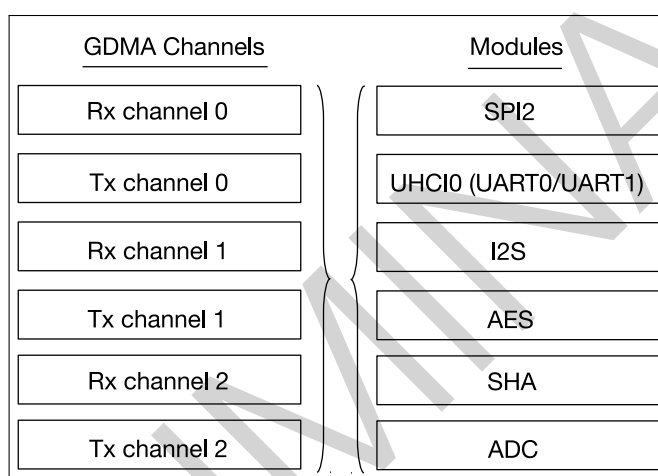 GDMA Channels
Modules
Rx channel 0
SPI2
Tx channel 0
UHCI0 (UART0/UART1)
Rx channel 1
I2S
Tx channel 1
AES
Rx channel 2
SHA
Tx channel 2
ADC